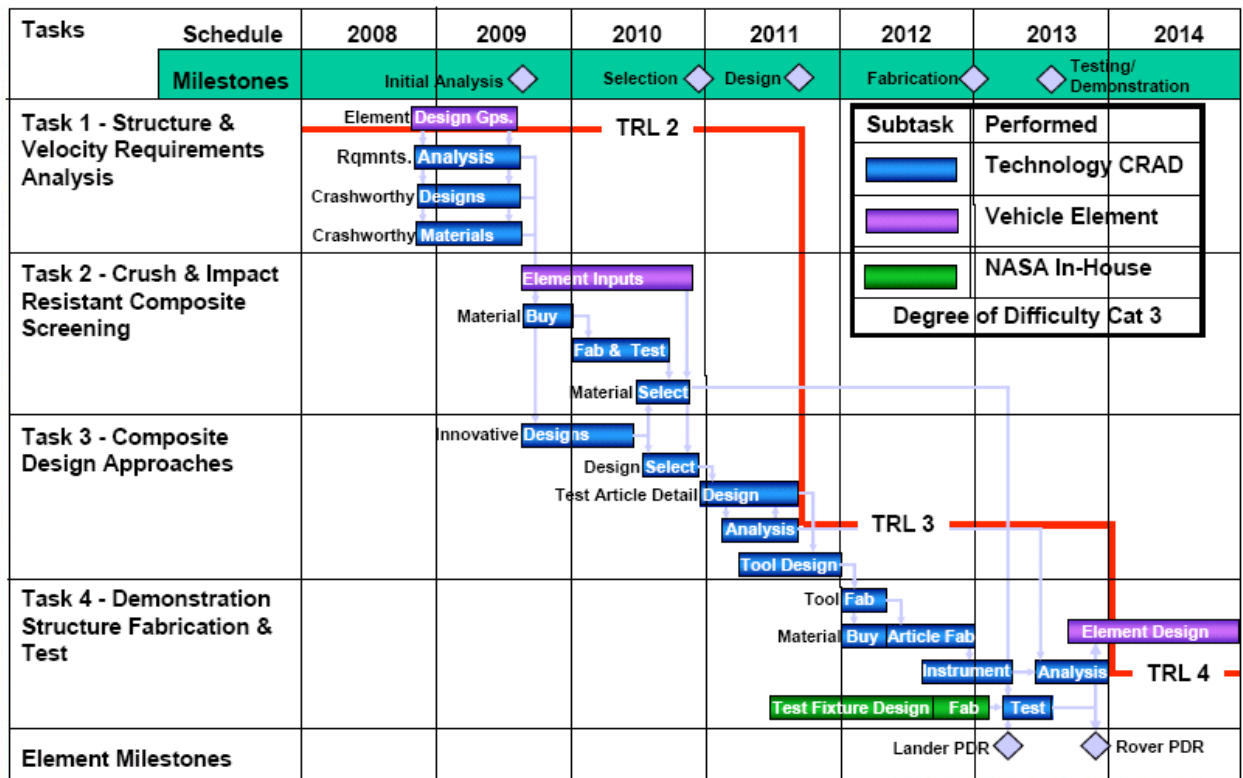 Tasks
Schedule
2008
2009
2010
2011
2012
2013
2014
Milestones
Initial Analysis
Selection
Design
Fabrication
Testing/
Demonstration
Task 1 - Structure &
Velocity Requirements
Analysis
Element Design Gps.
Rqmnts. Analysis
Crashworthy Designs
Crashworthy Materials
TRL 2
Subtask
Performed
Technology CRAD
Vehicle Element
NASA In-House
Degree of Difficulty Cat 3
Task 2 - Crush & Impact
Resistant Composite
Screening
Element Inputs
Material Buy
Fab & Test
Material Select
Task 3 - Composite
Design Approaches
Innovative Designs
Design Select
Test Article Detail Design
Analysis
Tool Design
TRL 3
Task 4 - Demonstration
Structure Fabrication &
Test
Tool Fab
Material Buy Article Fab
Element Design
Instrument
Analysis
TRL 4
Test Fixture Design Fab
Test
Element Milestones
Lander PDR
Rover PDR